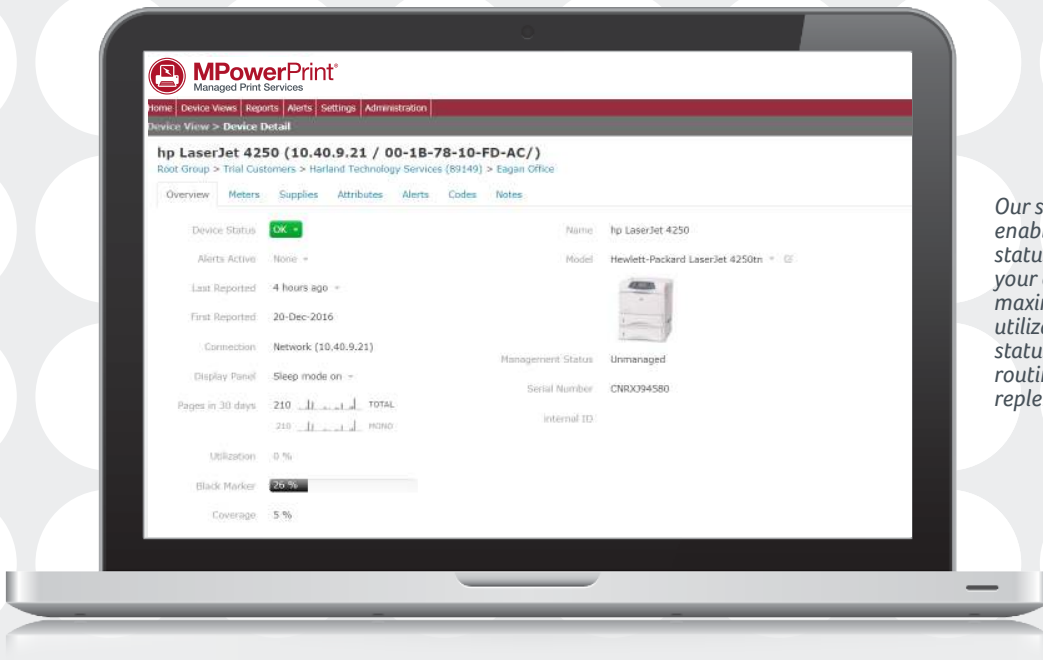 MPowerPrint®
Managed Print Services
Home Device Views Reports Alerts Settings Administration
Device View > Device Detail
hp LaserJet 4250 (10.40.9.21 / 00-1B-78-10-FD-AC/)
Root Group > Trial Customers > Harland Technology Services (89149) > Eagan Office
Overview Meters Supplies Attributes Alerts Codes Notes
Device Status OK
Name hp LaserJet 4250
Alerts Active None
Model Hewlett-Packard LaserJet 4250tn
Last Reported 4 hours ago
First Reported 20-Dec-2016
Connection Network (10.40.9.21)
Management Status Unmanaged
Display Panel Sleep mode on
Serial Number CNRXJ94580
Pages in 30 days 210 TOTAL
Internal ID
210 MONO
Utilization 0 %
Black Marker 26 %
Coverage 5 %
Our s
enabl
statu
your
maxim
utiliza
statu
routin
reple